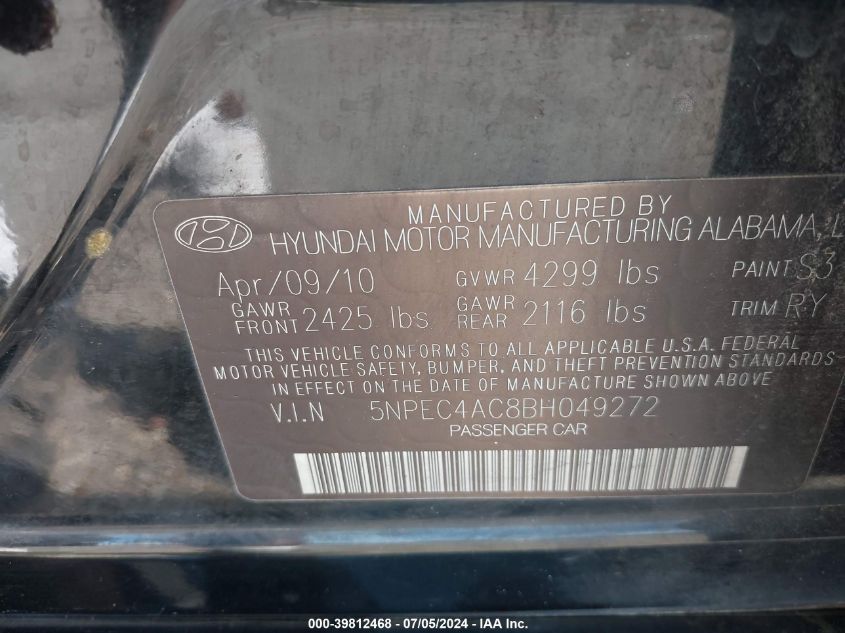 MANUFACTURED BY
HYUNDAI MOTOR MANUFACTURING ALABAMA, L
Apr/09/10 GVWR 4299 lbs PAINT S3
GAWR FRONT 2425 lbs GAWR REAR 2116 lbs TRIM RY
THIS VEHICLE CONFORMS TO ALL APPLICABLE U.S.A. FEDERAL
MOTOR VEHICLE SAFETY, BUMPER, AND THEFT PREVENTION STANDARDS
IN EFFECT ON THE DATE OF MANUFACTURE SHOWN ABOVE
V.I.N 5NPEC4AC8BH049272
PASSENGER CAR
000-39812468 - 07/05/2024 - © IAA Inc.